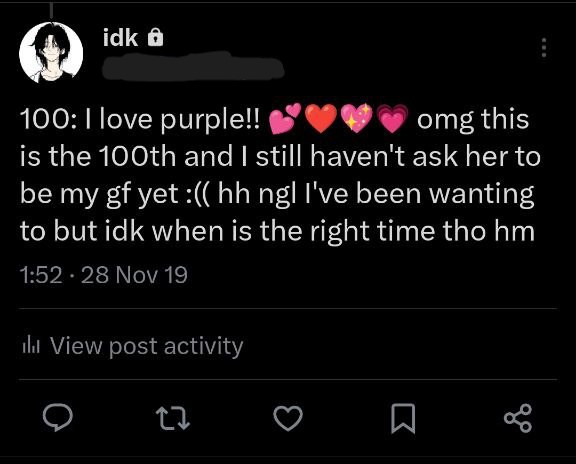 idk 🔒
100: I love purple!! 💕❤️💖💗 omg this
is the 100th and I still haven't ask her to
be my gf yet :(( hh ngl I've been wanting
to but idk when is the right time tho hm
1:52 · 28 Nov 19
View post activity